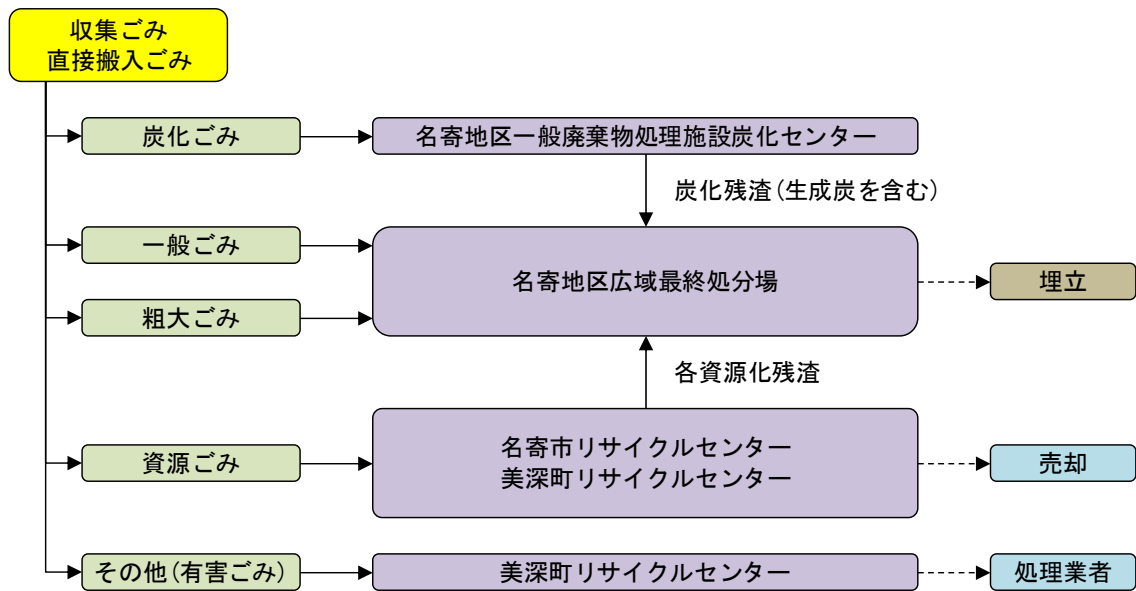 収集ごみ
直接搬入ごみ
炭化ごみ
名寄地区一般廃棄物処理施設炭化センター
炭化残渣(生成炭を含む)
一般ごみ
名寄地区広域最終処分場
埋立
粗大ごみ
各資源化残渣
資源ごみ
名寄市リサイクルセンター
美深町リサイクルセンター
売却
その他(有害ごみ)
美深町リサイクルセンター
処理業者